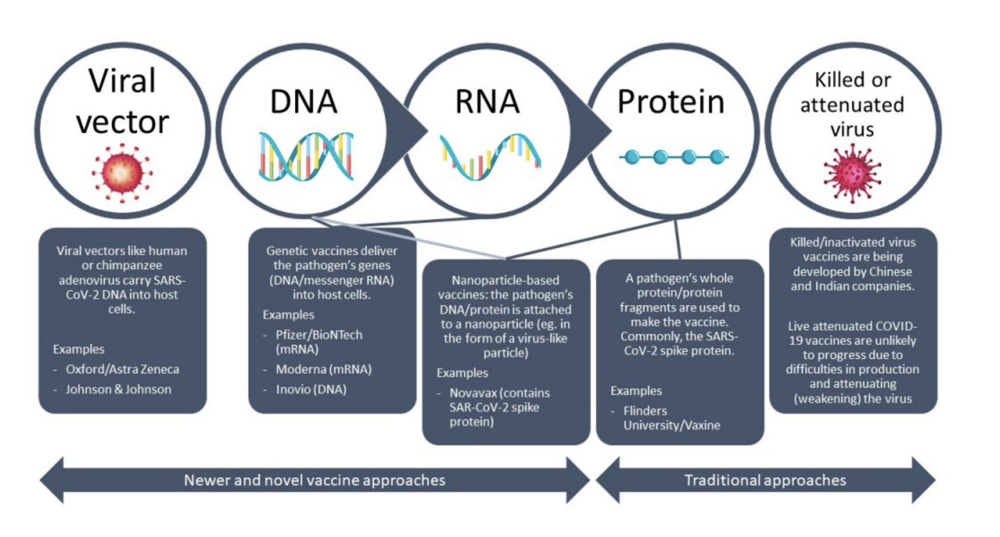 Viral
vector
DNA
RNA
Protein
Killed or
attenuated
virus
Viral vectors like human
or chimpanzee
adenovirus carry SARS-
CoV-2 DNA into host
cells.
Examples
- Oxford/Astra Zeneca
- Johnson & Johnson
Genetic vaccines deliver
the pathogen's genes
(DNA/messenger RNA)
into host cells.
Examples
- Pfizer/BioNTech
(mRNA)
- Moderna (mRNA)
- Inovio (DNA)
Nanoparticle-based
vaccines: the pathogen's
DNA/protein is attached
to a nanoparticle (eg. in
the form of a virus-like
particle)
Examples
- Novavax (contains
SAR-CoV-2 spike
protein)
A pathogen's whole
protein/protein
fragments are used to
make the vaccine.
Commonly, the SARS-
CoV-2 spike protein.
Examples
- Flinders
University/Vaxine
Killed/inactivated virus
vaccines are being
developed by Chinese
and Indian companies.
Live attenuated COVID-
19 vaccines are unlikely
to progress due to
difficulties in production
and attenuating
(weakening) the virus
Newer and novel vaccine approaches
Traditional approaches